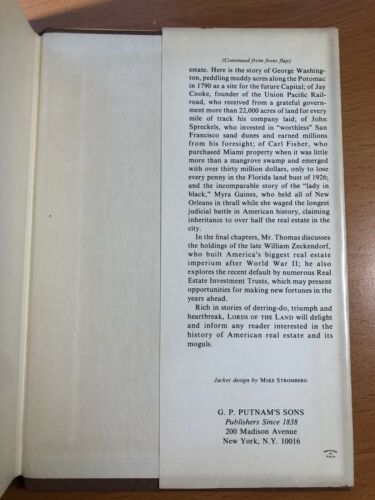 (Continued from front flap)
estate. Here is the story of George Washing-
ton, peddling muddy acres along the Potomac
in 1790 as a site for the future Capital; of Jay
Cooke, founder of the Union Pacific Rail-
road, who received from a grateful govern-
ment more than 22,000 acres of land for every
mile of track his company laid; of John
Spreckels, who invested in "worthless" San
Francisco sand dunes and earned millions
from his foresight; of Carl Fisher, who
purchased Miami property when it was little
more than a mangrove swamp and emerged
with over thirty million dollars, only to lose
every penny in the Florida land bust of 1926;
and the incomparable story of the "lady in
black," Myra Gaines, who held all of New
Orleans in thrall while she waged the longest
judicial battle in American history, claiming
inheritance to over half the real estate in the
city.
In the final chapters, Mr. Thomas discusses
the holdings of the late William Zeckendorf,
who built America's biggest real estate
imperium after World War II; he also
explores the recent default by numerous Real
Estate Investment Trusts, which may present
opportunities for making new fortunes in the
years ahead.
Rich in stories of derring-do, triumph and
heartbreak, LORDS OF THE LAND will delight
and inform any reader interested in the
history of American real estate and its
moguls.
Jacket design by MIKE STROMBERG
G. P. PUTNAM'S SONS
Publishers Since 1838
200 Madison Avenue
New York, N.Y. 10016